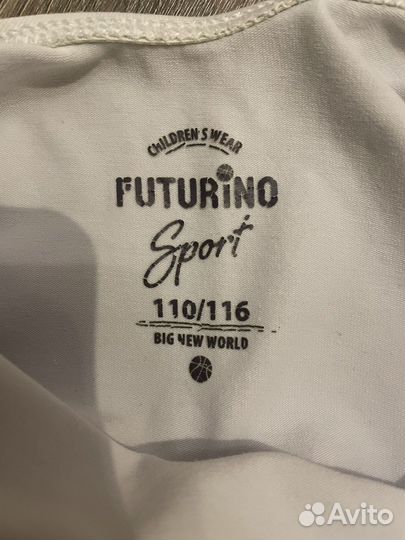 CHILDREN'S WEAR
FUTURINO
Sport
110/116
BIG NEW WORLD
Avito